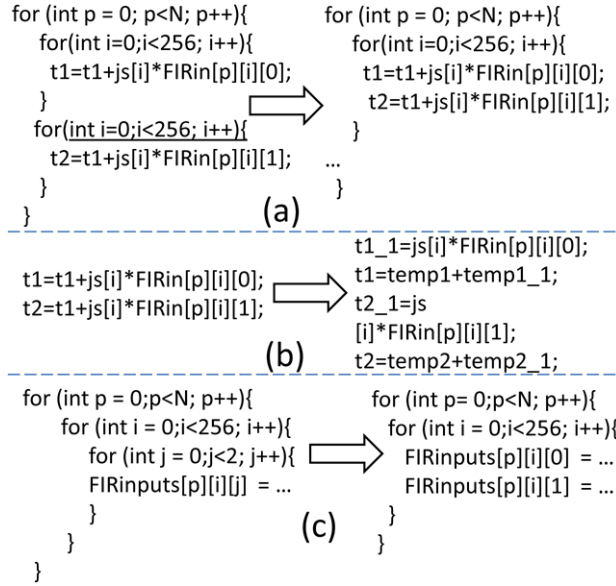 for (int p = 0; p<N; p++){
for(int i=0;i<256; i++){
t1=t1+js[i]*FIRin[p][i][0];
}
for(int i=0;i<256; i++){
t2=t1+js[i]*FIRin[p][i][1];
}
}
for (int p = 0; p<N; p++){
for(int i=0;i<256; i++){
t1=t1+js[i]*FIRin[p][i][0];
t2=t1+js[i]*FIRin[p][i][1];
}
...
}
(a)
t1=t1+js[i]*FIRin[p][i][0];
t2=t1+js[i]*FIRin[p][i][1];
t1_1=js[i]*FIRin[p][i][0];
t1=temp1+temp1_1;
t2_1=js
[i]*FIRin[p][i][1];
t2=temp2+temp2_1;
(b)
for (int p = 0;p<N; p++){
for (int i = 0;i<256; i++){
for (int j = 0;j<2; j++){
FIRinputs[p][i][j] = ...
}
}
}
for (int p= 0;p<N; p++){
for (int i = 0;i<256; i++){
FIRinputs[p][i][0] = ...
FIRinputs[p][i][1] = ...
}
}
(c)